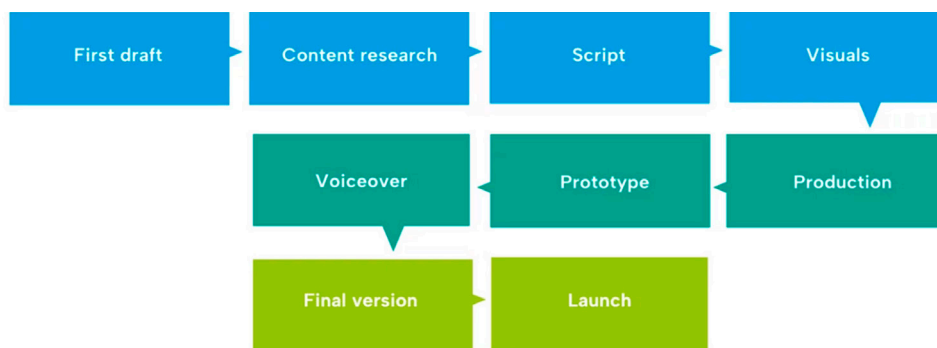 First draft
Content research
Script
Visuals
Voiceover
Prototype
Production
Final version
Launch